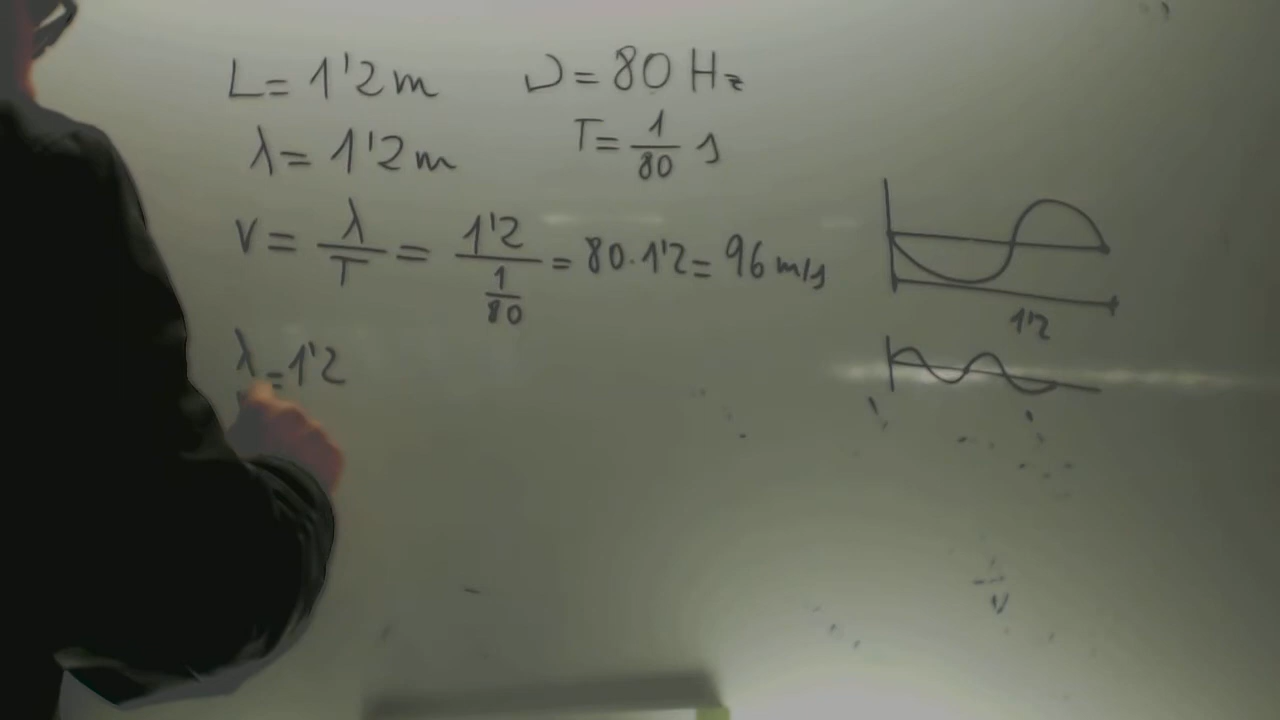 L = 1'2 m ν = 80 Hz
λ = 1'2 m T = 1/80 s
v = λ/T = 1'2/(1/80) = 80·1'2 = 96 m/s
1'2
λ = 1'2